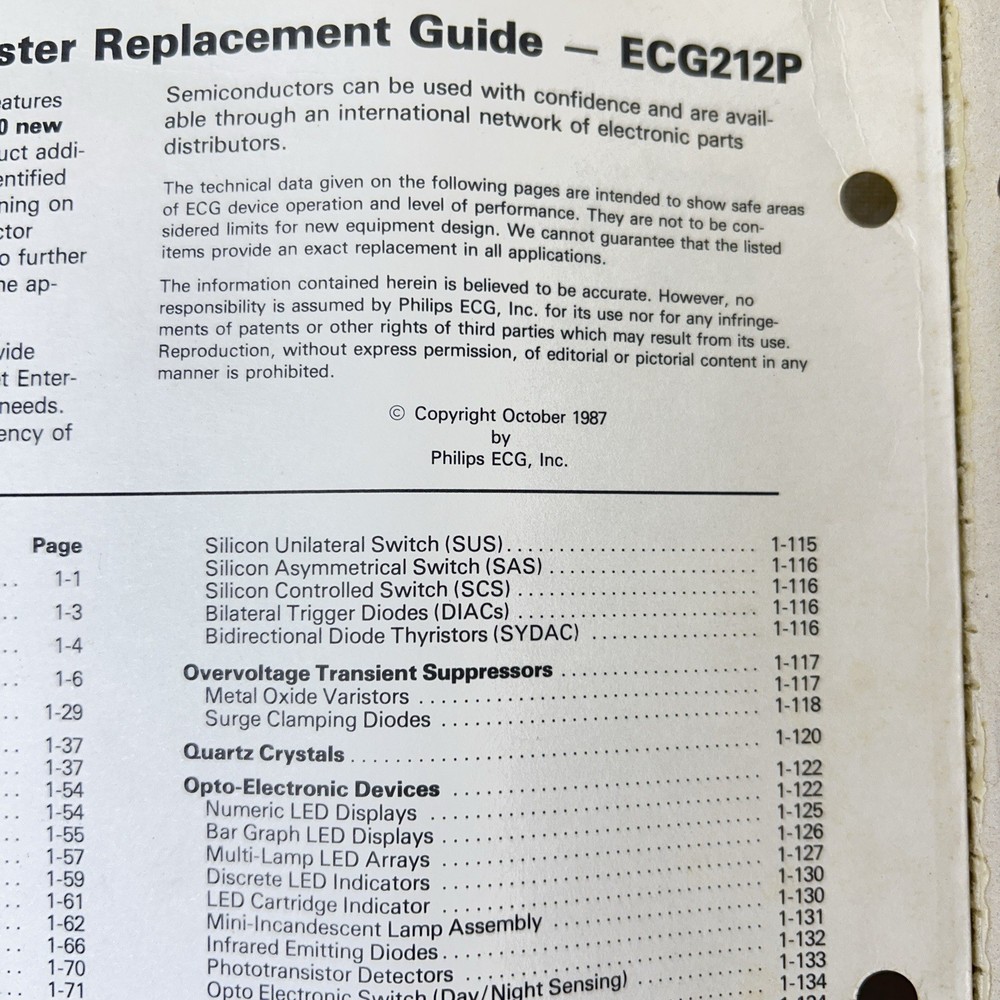 ster Replacement Guide — ECG212P
eatures
0 new
uct addi-
entified
ning on
ctor
o further
he ap-
vide
t Enter-
needs.
ency of
Semiconductors can be used with confidence and are avail-
able through an international network of electronic parts
distributors.
The technical data given on the following pages are intended to show safe areas
of ECG device operation and level of performance. They are not to be con-
sidered limits for new equipment design. We cannot guarantee that the listed
items provide an exact replacement in all applications.
The information contained herein is believed to be accurate. However, no
responsibility is assumed by Philips ECG, Inc. for its use nor for any infringe-
ments of patents or other rights of third parties which may result from its use.
Reproduction, without express permission, of editorial or pictorial content in any
manner is prohibited.
© Copyright October 1987
by
Philips ECG, Inc.
Page
.. 1-1
.. 1-3
.. 1-4
.. 1-6
.. 1-29
.. 1-37
.. 1-37
.. 1-54
.. 1-54
.. 1-55
.. 1-57
.. 1-59
.. 1-61
.. 1-62
.. 1-66
.. 1-70
.. 1-71
Silicon Unilateral Switch (SUS) ........................ 1-115
Silicon Asymmetrical Switch (SAS) .................... 1-116
Silicon Controlled Switch (SCS) ....................... 1-116
Bilateral Trigger Diodes (DIACs) ....................... 1-116
Bidirectional Diode Thyristors (SYDAC) ................ 1-116
Overvoltage Transient Suppressors .................... 1-117
Metal Oxide Varistors ................................ 1-117
Surge Clamping Diodes .............................. 1-118
Quartz Crystals ........................................ 1-120
Opto-Electronic Devices .............................. 1-122
Numeric LED Displays ................................ 1-122
Bar Graph LED Displays .............................. 1-125
Multi-Lamp LED Arrays .............................. 1-126
Discrete LED Indicators .............................. 1-127
LED Cartridge Indicator .............................. 1-130
Mini-Incandescent Lamp Assembly .................... 1-130
Infrared Emitting Diodes .............................. 1-131
Phototransistor Detectors ............................ 1-132
Opto Electronic Switch (Day/Night Sensing) ............ 1-133
1-134